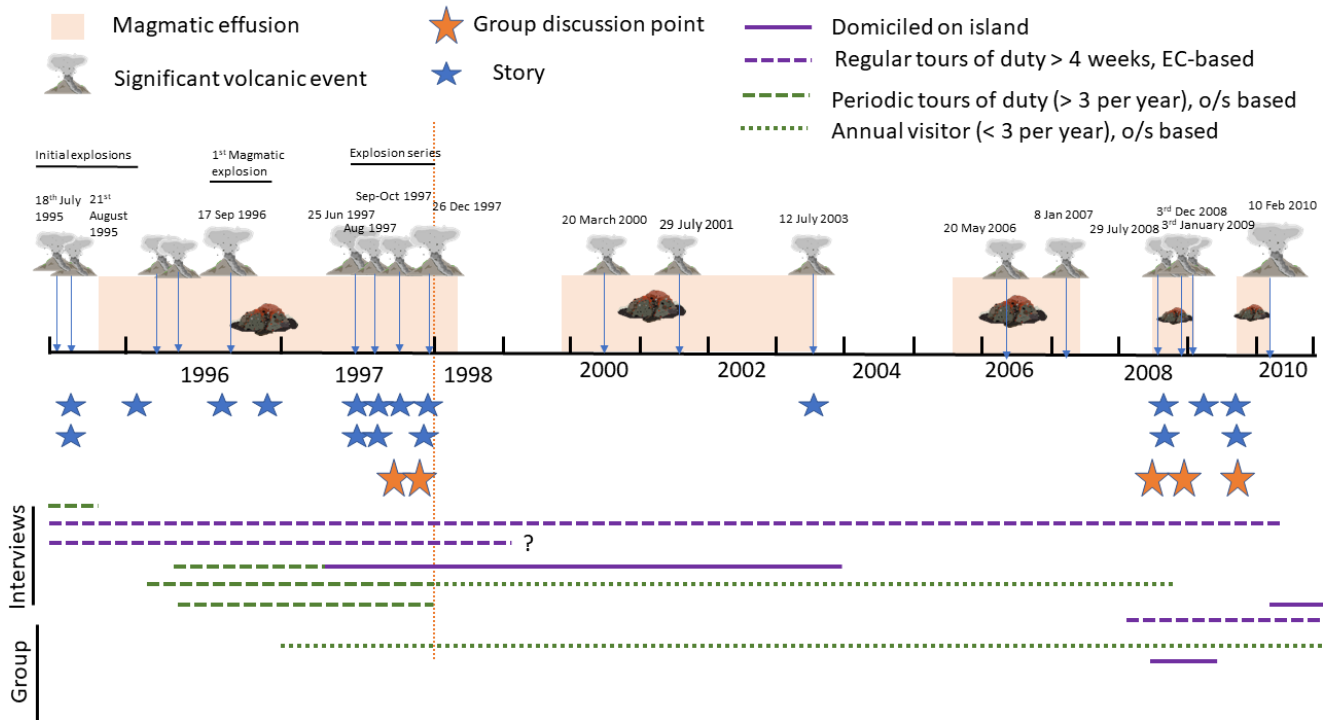 Magmatic effusion
Significant volcanic event
Group discussion point
Story
Domiciled on island
Regular tours of duty > 4 weeks, EC-based
Periodic tours of duty (> 3 per year), o/s based
Annual visitor (< 3 per year), o/s based
Initial explosions
1st Magmatic
explosion
Explosion series
18th July
1995
21st
August
1995
17 Sep 1996
25 Jun 1997
Aug 1997
Sep-Oct 1997
26 Dec 1997
20 March 2000
29 July 2001
12 July 2003
20 May 2006
8 Jan 2007
29 July 2008
3rd Dec 2008
3rd January 2009
10 Feb 2010
1996
1997
1998
2000
2002
2004
2006
2008
2010
Interviews
?
Group